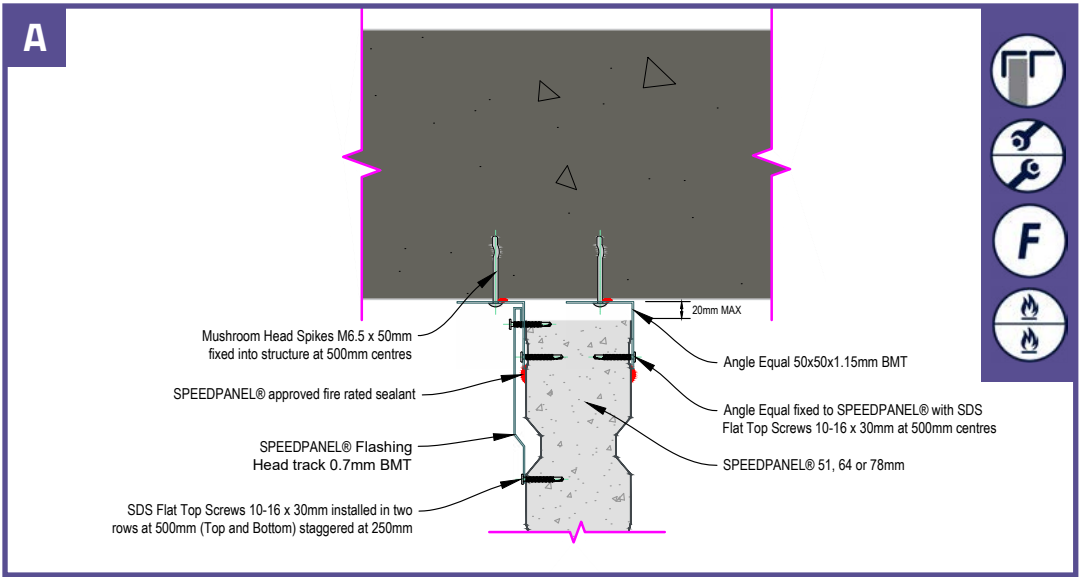 A
F
20mm MAX
Mushroom Head Spikes M6.5 x 50mm
fixed into structure at 500mm centres
SPEEDPANEL® approved fire rated sealant
SPEEDPANEL® Flashing
Head track 0.7mm BMT
SDS Flat Top Screws 10-16 x 30mm installed in two
rows at 500mm (Top and Bottom) staggered at 250mm
Angle Equal 50x50x1.15mm BMT
Angle Equal fixed to SPEEDPANEL® with SDS
Flat Top Screws 10-16 x 30mm at 500mm centres
SPEEDPANEL® 51, 64 or 78mm